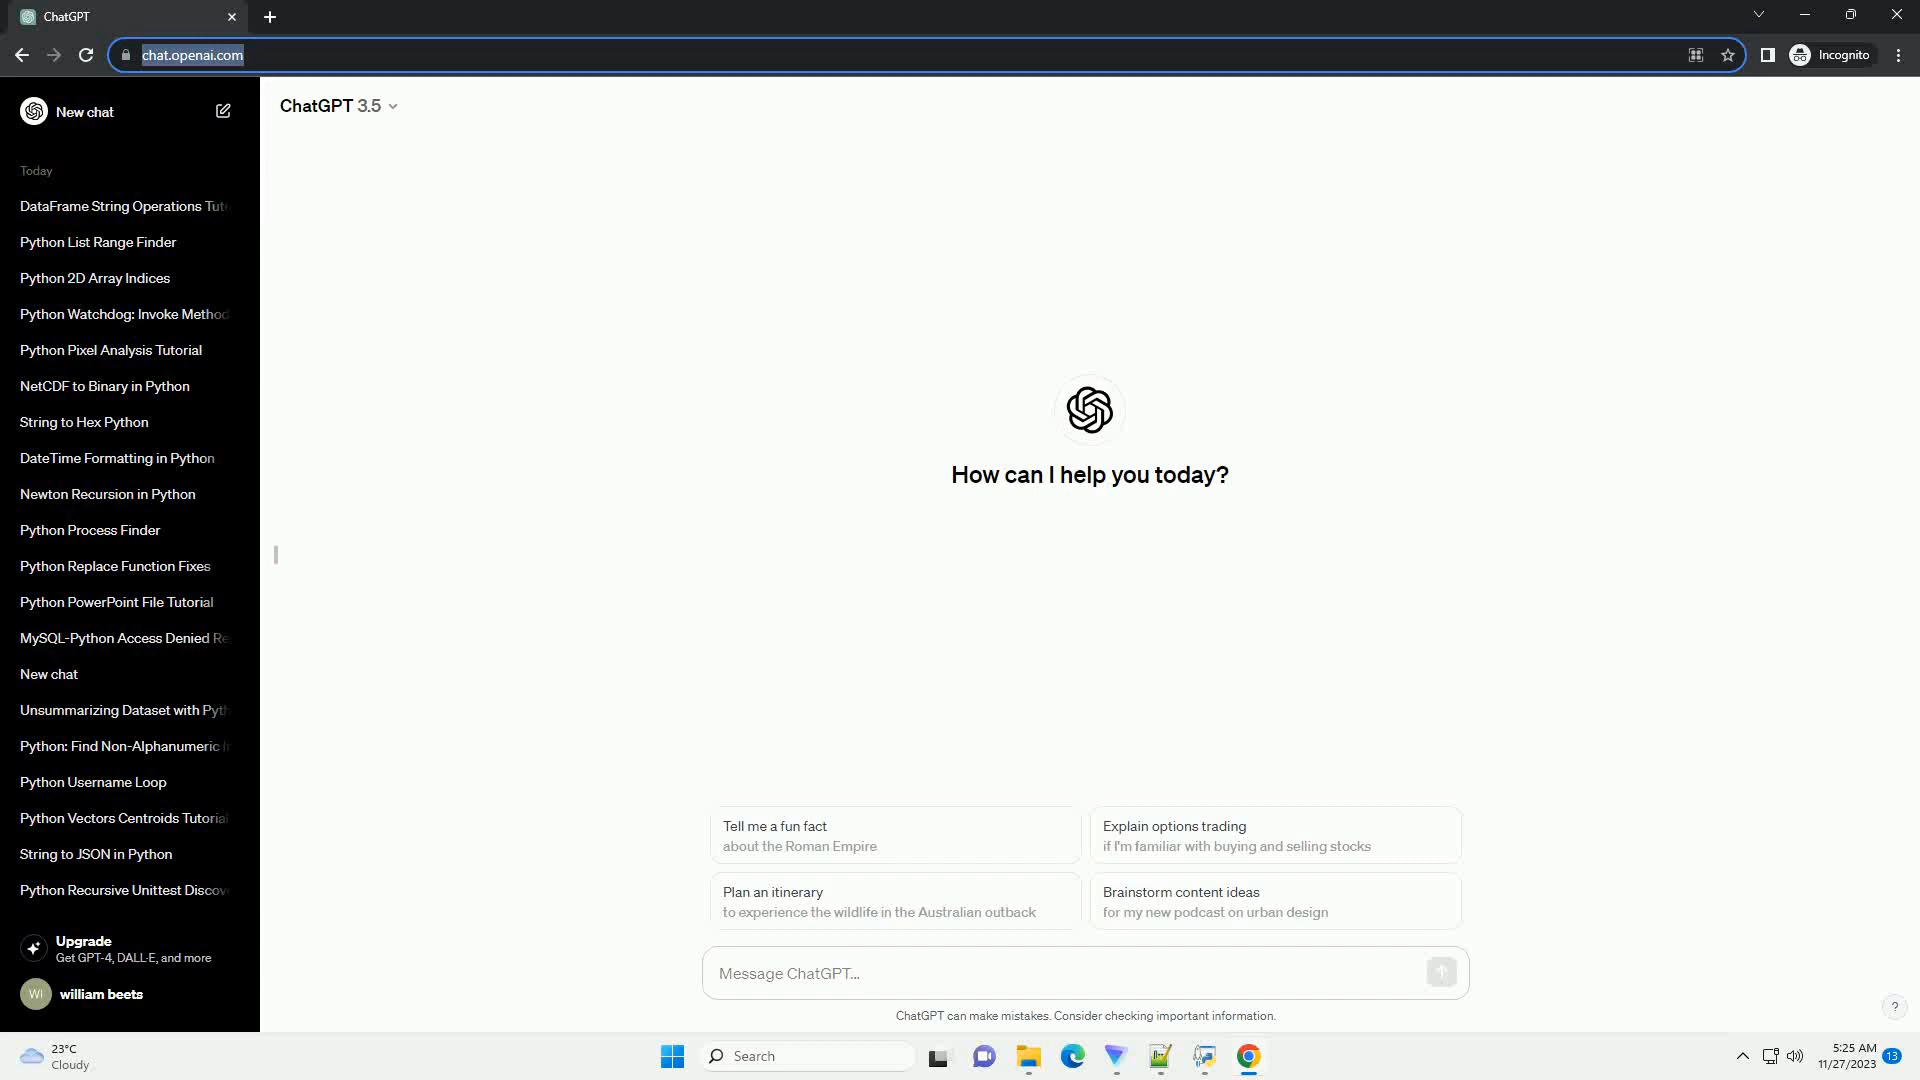 ChatGPT
chat.openai.com
Incognito
New chat
ChatGPT 3.5
Today
DataFrame String Operations Tut
Python List Range Finder
Python 2D Array Indices
Python Watchdog: Invoke Method
Python Pixel Analysis Tutorial
NetCDF to Binary in Python
String to Hex Python
DateTime Formatting in Python
Newton Recursion in Python
Python Process Finder
Python Replace Function Fixes
Python PowerPoint File Tutorial
MySQL-Python Access Denied Re
New chat
Unsummarizing Dataset with Pyth
Python: Find Non-Alphanumeric I
Python Username Loop
Python Vectors Centroids Tutorial
String to JSON in Python
Python Recursive Unittest Discov
Upgrade
Get GPT-4, DALL·E, and more
WI
william beets
How can I help you today?
Tell me a fun fact
about the Roman Empire
Explain options trading
if I'm familiar with buying and selling stocks
Plan an itinerary
to experience the wildlife in the Australian outback
Brainstorm content ideas
for my new podcast on urban design
Message ChatGPT...
ChatGPT can make mistakes. Consider checking important information.
?
23°C
Cloudy
Search
5:25 AM
11/27/2023
13